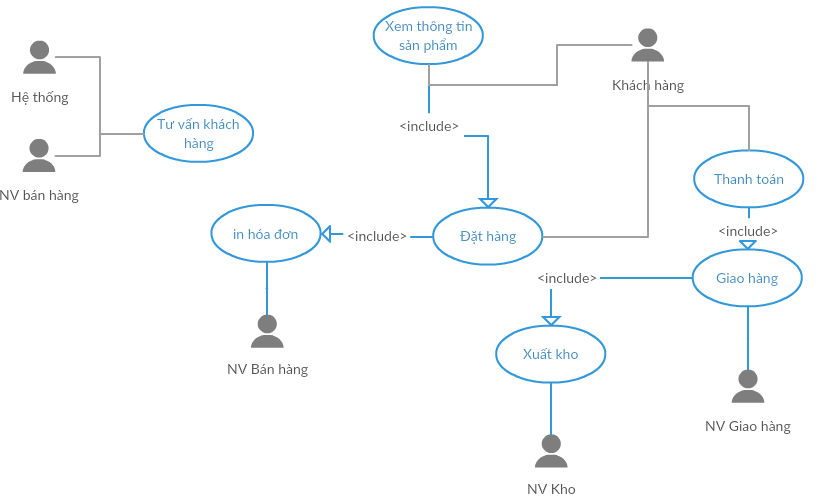 Xem thông tin
sản phẩm
Khách hàng
Hệ thống
Tư vấn khách
hàng
<include>
NV bán hàng
Thanh toán
in hóa đơn
<include>
Đặt hàng
<include>
<include>
Giao hàng
Xuất kho
NV Bán hàng
NV Giao hàng
NV Kho